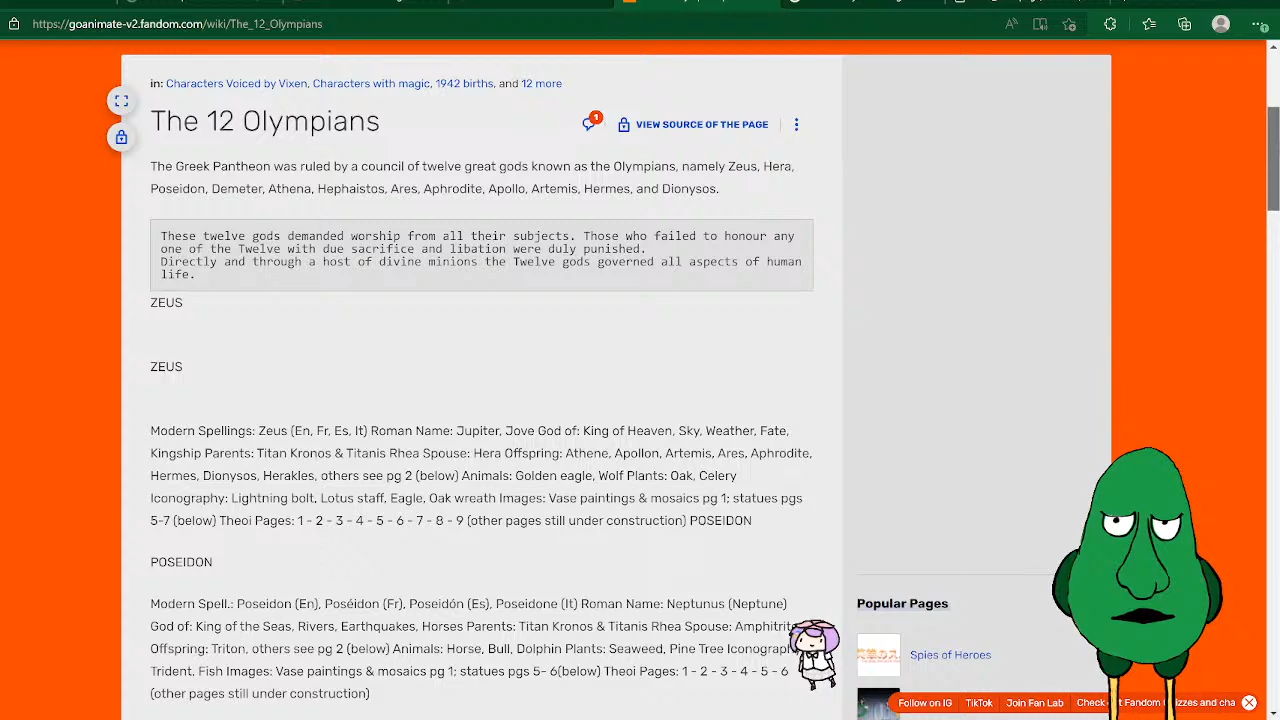 https://goanimate-v2.fandom.com/wiki/The_12_Olympians
in: Characters Voiced by Vixen, Characters with magic, 1942 births, and 12 more
The 12 Olympians
1
VIEW SOURCE OF THE PAGE
The Greek Pantheon was ruled by a council of twelve great gods known as the Olympians, namely Zeus, Hera,
Poseidon, Demeter, Athena, Hephaistos, Ares, Aphrodite, Apollo, Artemis, Hermes, and Dionysos.
These twelve gods demanded worship from all their subjects. Those who failed to honour any
one of the Twelve with due sacrifice and libation were duly punished.
Directly and through a host of divine minions the Twelve gods governed all aspects of human
life.
ZEUS
ZEUS
Modern Spellings: Zeus (En, Fr, Es, It) Roman Name: Jupiter, Jove God of: King of Heaven, Sky, Weather, Fate,
Kingship Parents: Titan Kronos & Titanis Rhea Spouse: Hera Offspring: Athene, Apollon, Artemis, Ares, Aphrodite,
Hermes, Dionysos, Herakles, others see pg 2 (below) Animals: Golden eagle, Wolf Plants: Oak, Celery
Iconography: Lightning bolt, Lotus staff, Eagle, Oak wreath Images: Vase paintings & mosaics pg 1; statues pgs
5-7 (below) Theoi Pages: 1 - 2 - 3 - 4 - 5 - 6 - 7 - 8 - 9 (other pages still under construction) POSEIDON
POSEIDON
Modern Spell.: Poseidon (En), Poséidon (Fr), Poseidón (Es), Poseidone (It) Roman Name: Neptunus (Neptune)
God of: King of the Seas, Rivers, Earthquakes, Horses Parents: Titan Kronos & Titanis Rhea Spouse: Amphitrit
Offspring: Triton, others see pg 2 (below) Animals: Horse, Bull, Dolphin Plants: Seaweed, Pine Tree Iconograp
Trident, Fish Images: Vase paintings & mosaics pg 1; statues pgs 5- 6(below) Theoi Pages: 1 - 2 - 3 - 4 - 5 - 6
(other pages still under construction)
Popular Pages
Spies of Heroes
Follow on IG
TikTok
Join Fan Lab
Check t Fandom izzes and cha